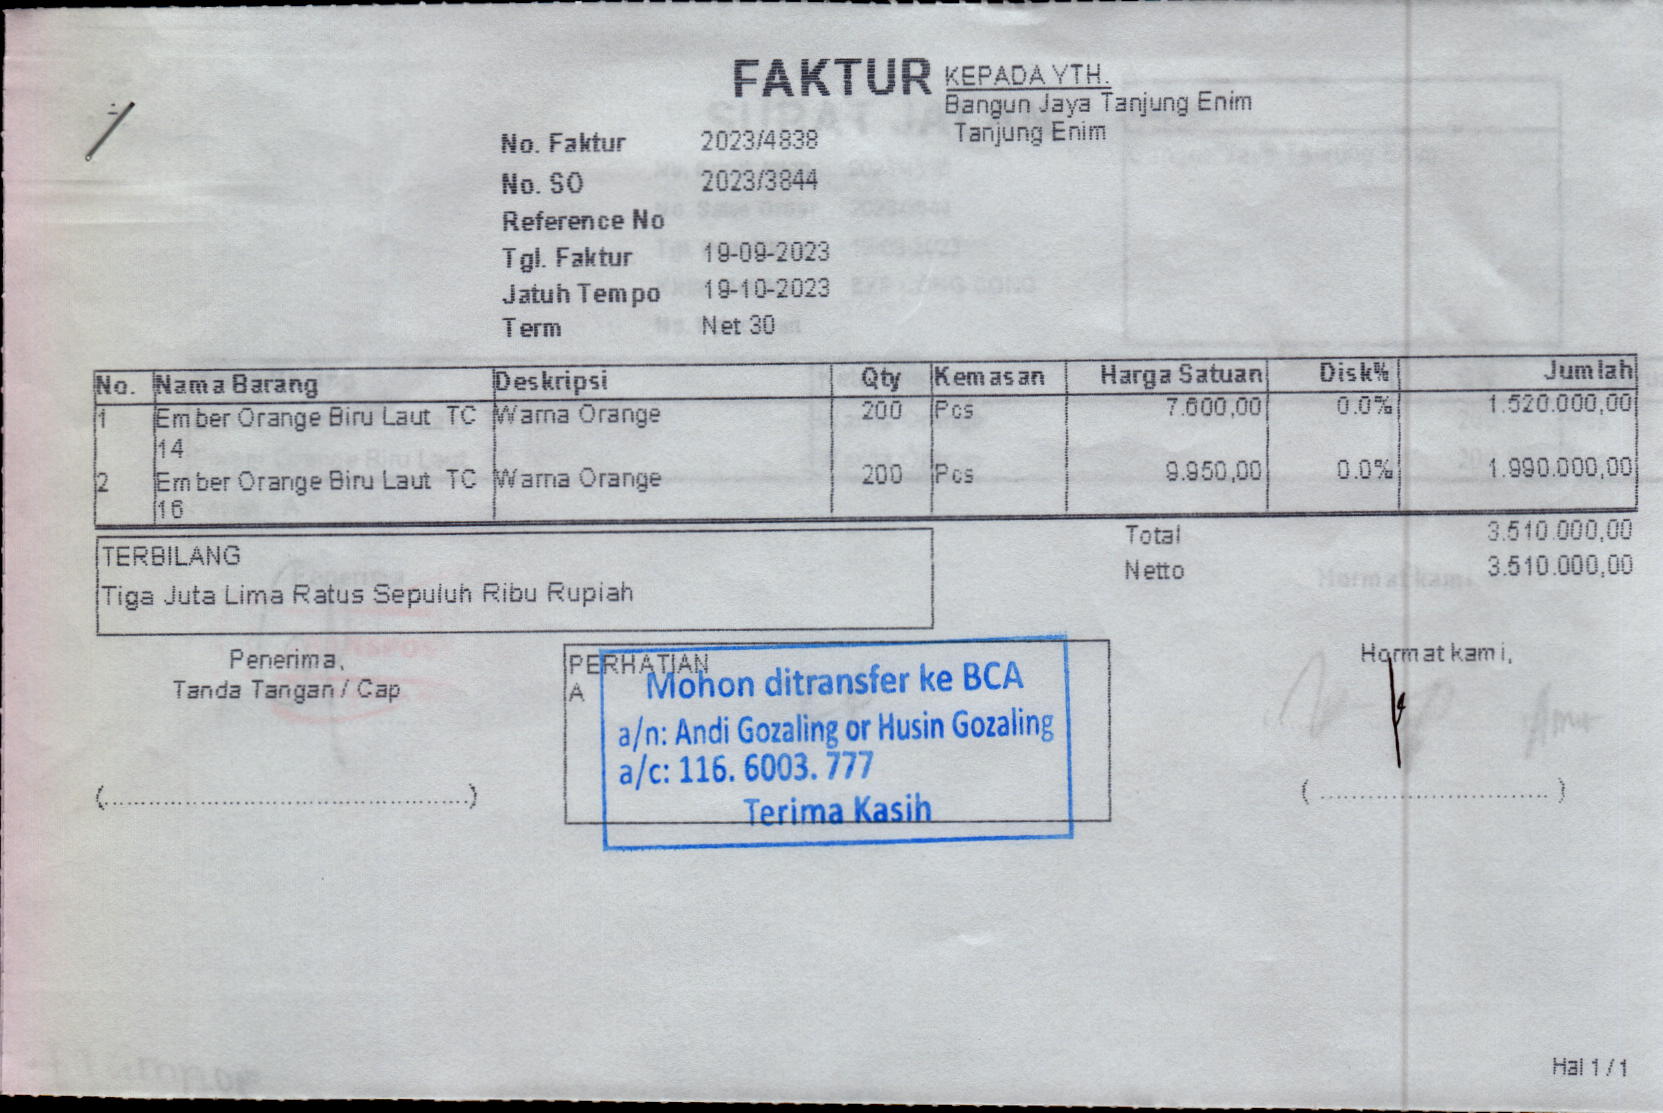 FAKTUR
KEPADA YTH.
Bangun Jaya Tanjung Enim
Tanjung Enim
No. Faktur 2023/4838
No. SO 2023/3844
Reference No
Tgl. Faktur 19-09-2023
Jatuh Tempo 19-10-2023
Term Net 30
No. Nama Barang Deskripsi Qty Kemasan Harga Satuan Disk% Jumlah
1 Ember Orange Biru Laut TC Warna Orange 200 Pcs 7.600,00 0.0% 1.520.000,00
14
2 Ember Orange Biru Laut TC Warna Orange 200 Pcs 9.950,00 0.0% 1.990.000,00
16
Total 3.510.000,00
Netto 3.510.000,00
TERBILANG
Tiga Juta Lima Ratus Sepuluh Ribu Rupiah
Penerima,
Tanda Tangan / Cap
(..................................................)
PERHATIAN
A
Mohon ditransfer ke BCA
a/n: Andi Gozaling or Husin Gozaling
a/c: 116. 6003. 777
Terima Kasih
Hormat kami,
( ................................ )
Hal 1 / 1